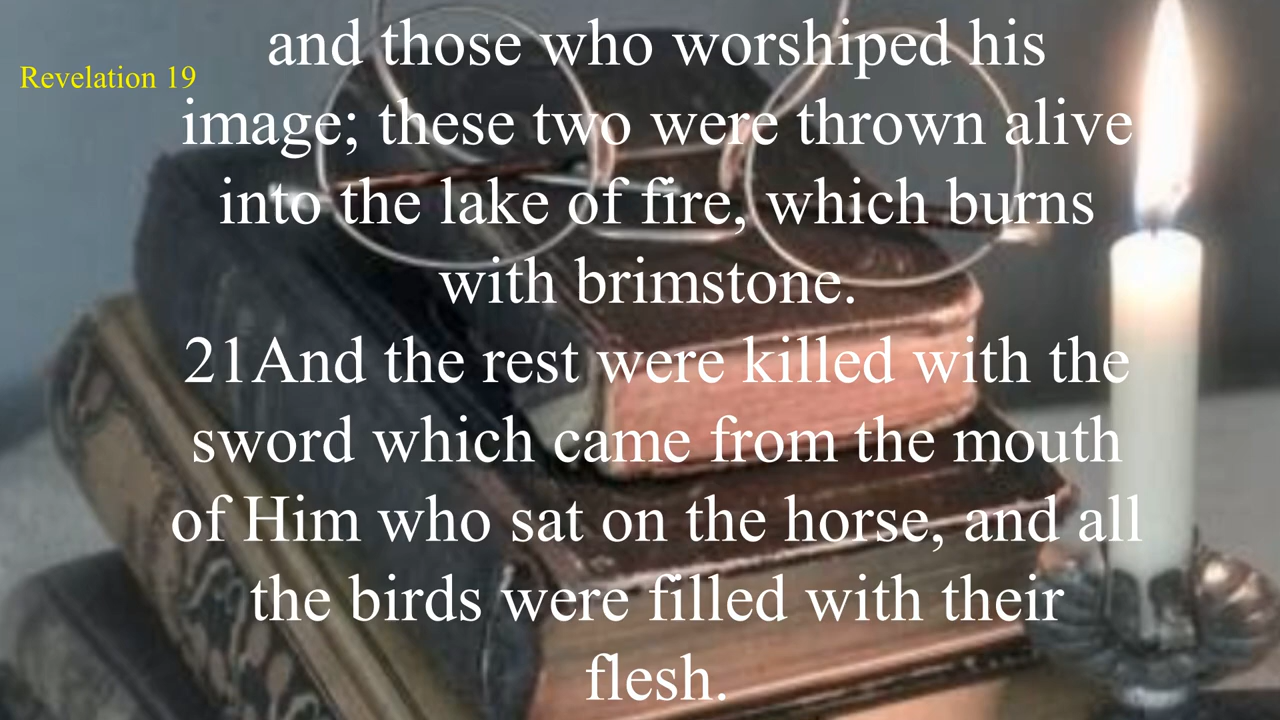 Revelation 19
and those who worshiped his
image; these two were thrown alive
into the lake of fire, which burns
with brimstone.
21And the rest were killed with the
sword which came from the mouth
of Him who sat on the horse, and all
the birds were filled with their
flesh.